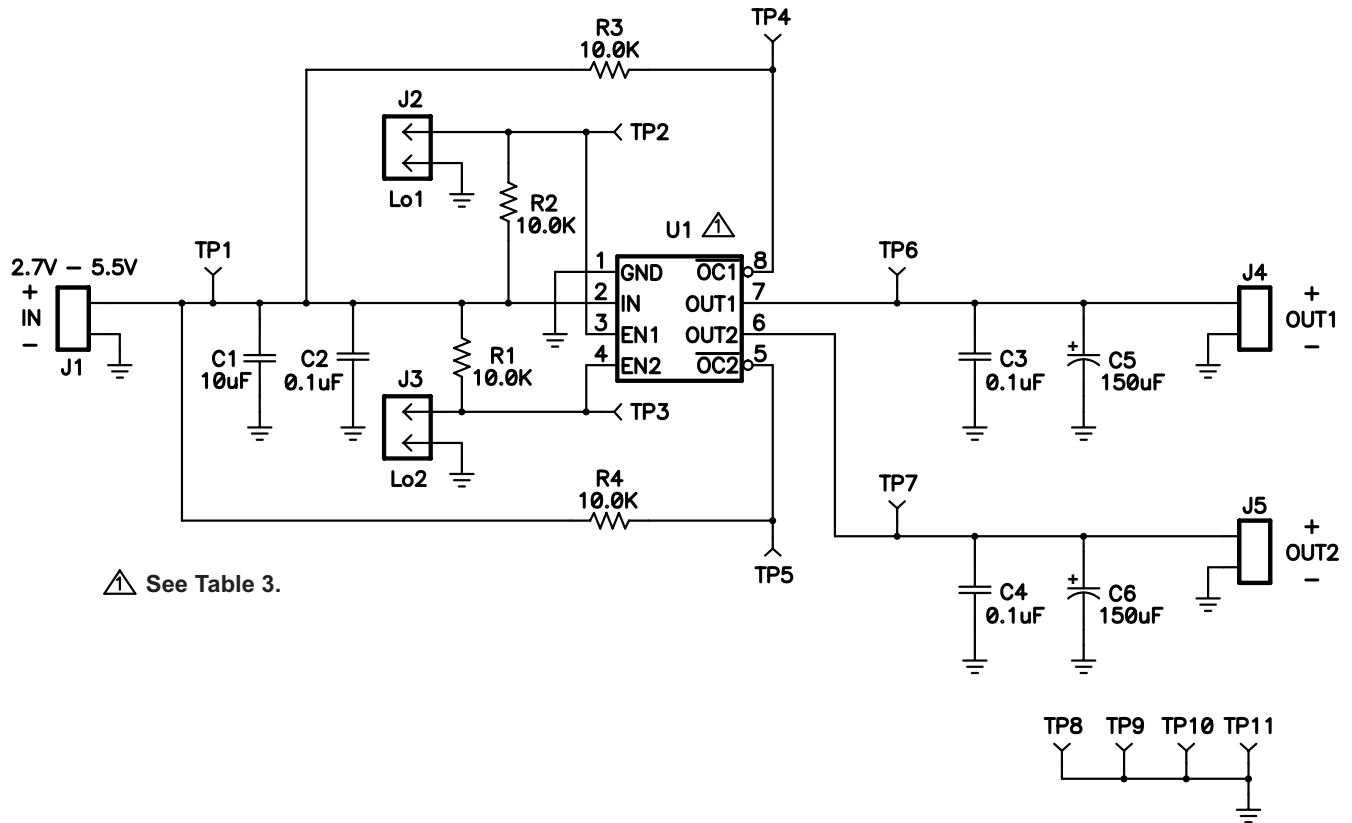 TP4
R3
10.0K
J2
TP2
Lo1
R2
10.0K
U1 1
TP1
TP6
2.7V - 5.5V
+
IN
-
J1
1 GND
2 IN
3 EN1
4 EN2
OC1 8
OUT1 7
OUT2 6
OC2 5
J4
+
OUT1
-
C1
10uF
C2
0.1uF
R1
10.0K
C3
0.1uF
+
C5
150uF
J3
TP3
Lo2
R4
10.0K
TP7
J5
+
OUT2
-
TP5
1 See Table 3.
C4
0.1uF
+
C6
150uF
TP8 TP9 TP10 TP11